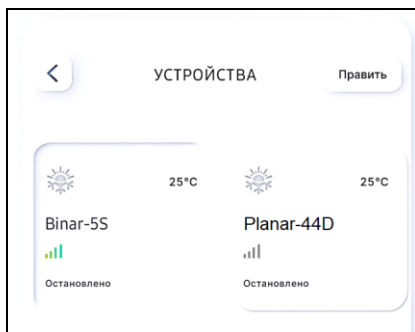 УСТРОЙСТВА
Править
25°C
25°C
Binar-5S
Planar-44D
Остановлено
Остановлено